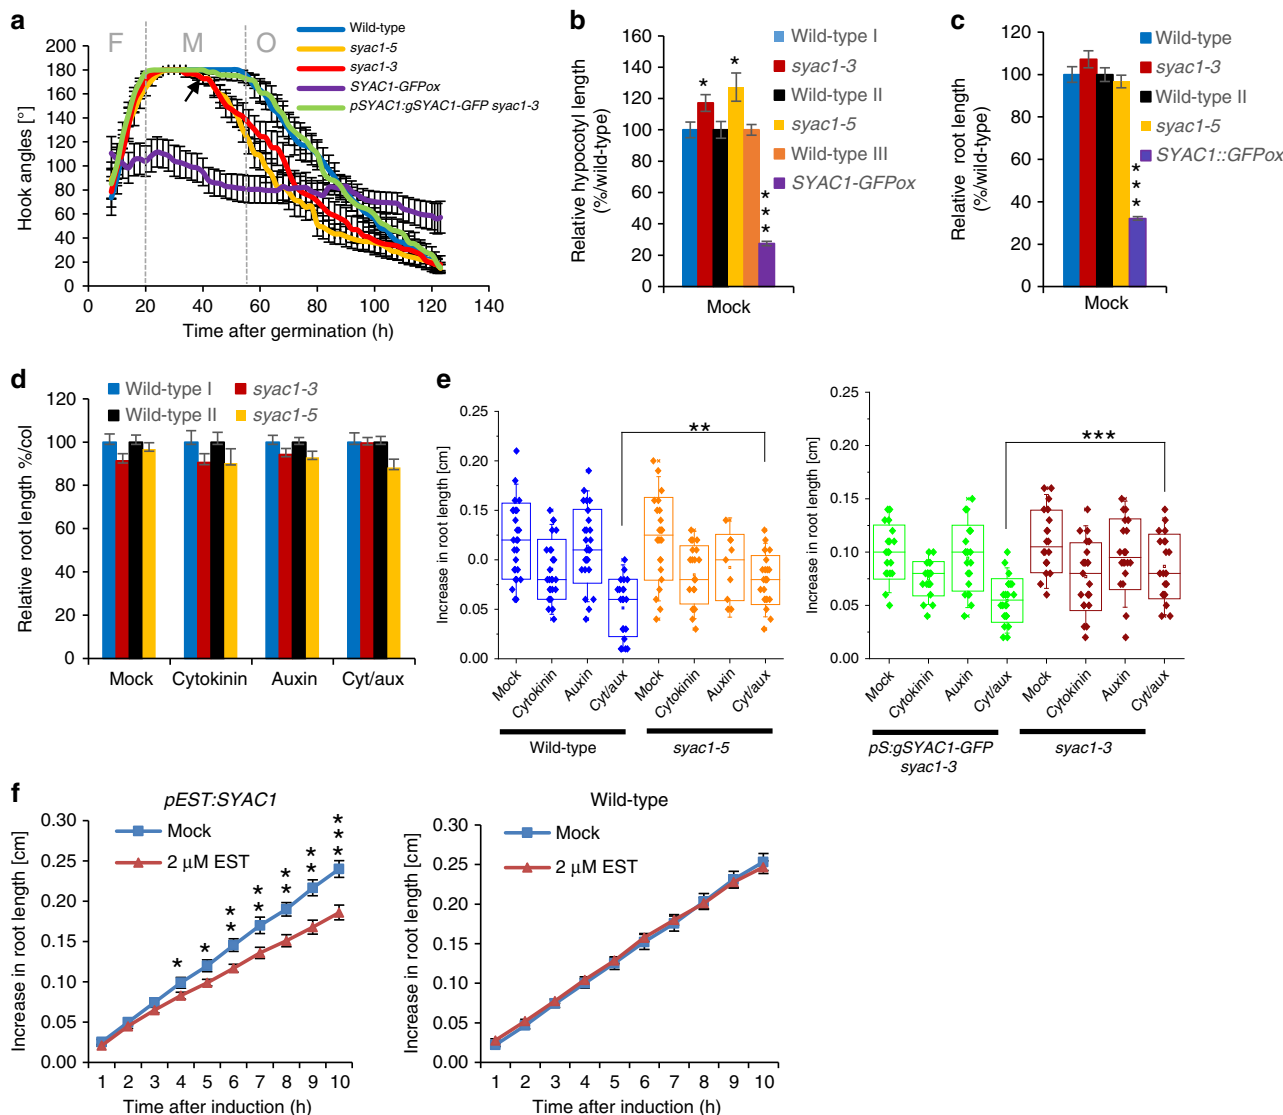 a
F M O
Wild-type
syac1-5
syac1-3
SYAC1-GFPox
pSYAC1:gSYAC1-GFP syac1-3
Hook angles [°]
200
180
160
140
120
100
80
60
40
20
0
0 20 40 60 80 100 120 140
Time after germination (h)
b
Relative hypocotyl length
(%/wild-type)
160
140
120
100
80
60
40
20
0
Mock
* * ***
Wild-type I
syac1-3
Wild-type II
syac1-5
Wild-type III
SYAC1-GFPox
c
Relative root length
(%/wild-type)
120
100
80
60
40
20
0
Mock
***
Wild-type
syac1-3
Wild-type II
syac1-5
SYAC1::GFPox
d
Wild-type I syac1-3
Wild-type II syac1-5
Relative root length %/col
120
100
80
60
40
20
0
Mock Cytokinin Auxin Cyt/aux
e
Increase in root length [cm]
0.25
0.20
0.15
0.0
0.05
0.00
**
Mock Cytokinin Auxin Cyt/aux Mock Cytokinin Auxin Cyt/aux
Wild-type syac1-5
Increase in root length [cm]
0.25
0.20
0.15
0.10
0.05
0.00
***
Mock Cytokinin Auxin Cyt/aux Mock Cytokinin Auxin Cyt/aux
pS:gSYAC1-GFP
syac1-3
syac1-3
f
pEST:SYAC1
Mock
2 μM EST
Increase in root length [cm]
0.30
0.25
0.20
0.15
0.10
0.05
0.00
* * ** ** ** ** ***
1 2 3 4 5 6 7 8 9 10
Time after induction (h)
Wild-type
Mock
2 μM EST
Increase in root length [cm]
0.30
0.25
0.20
0.15
0.10
0.05
0.00
1 2 3 4 5 6 7 8 9 10
Time after induction (h)